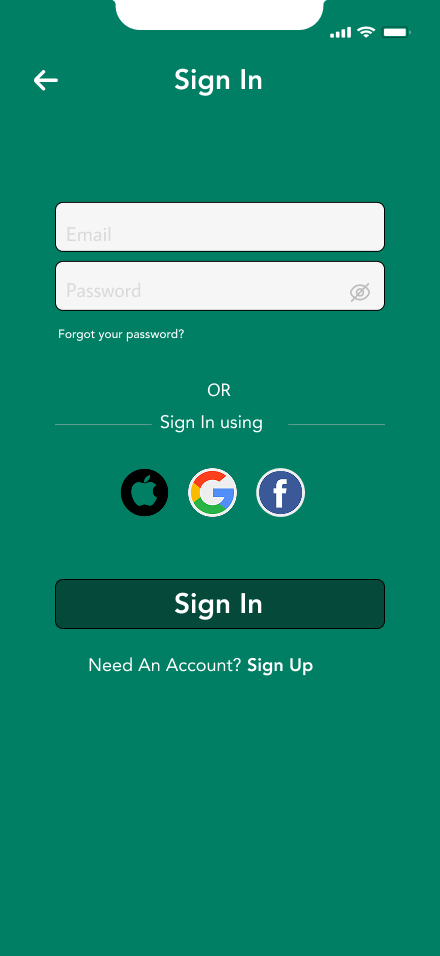 Sign In
Email
Password
Forgot your password?
OR
Sign In using
Sign In
Need An Account? Sign Up